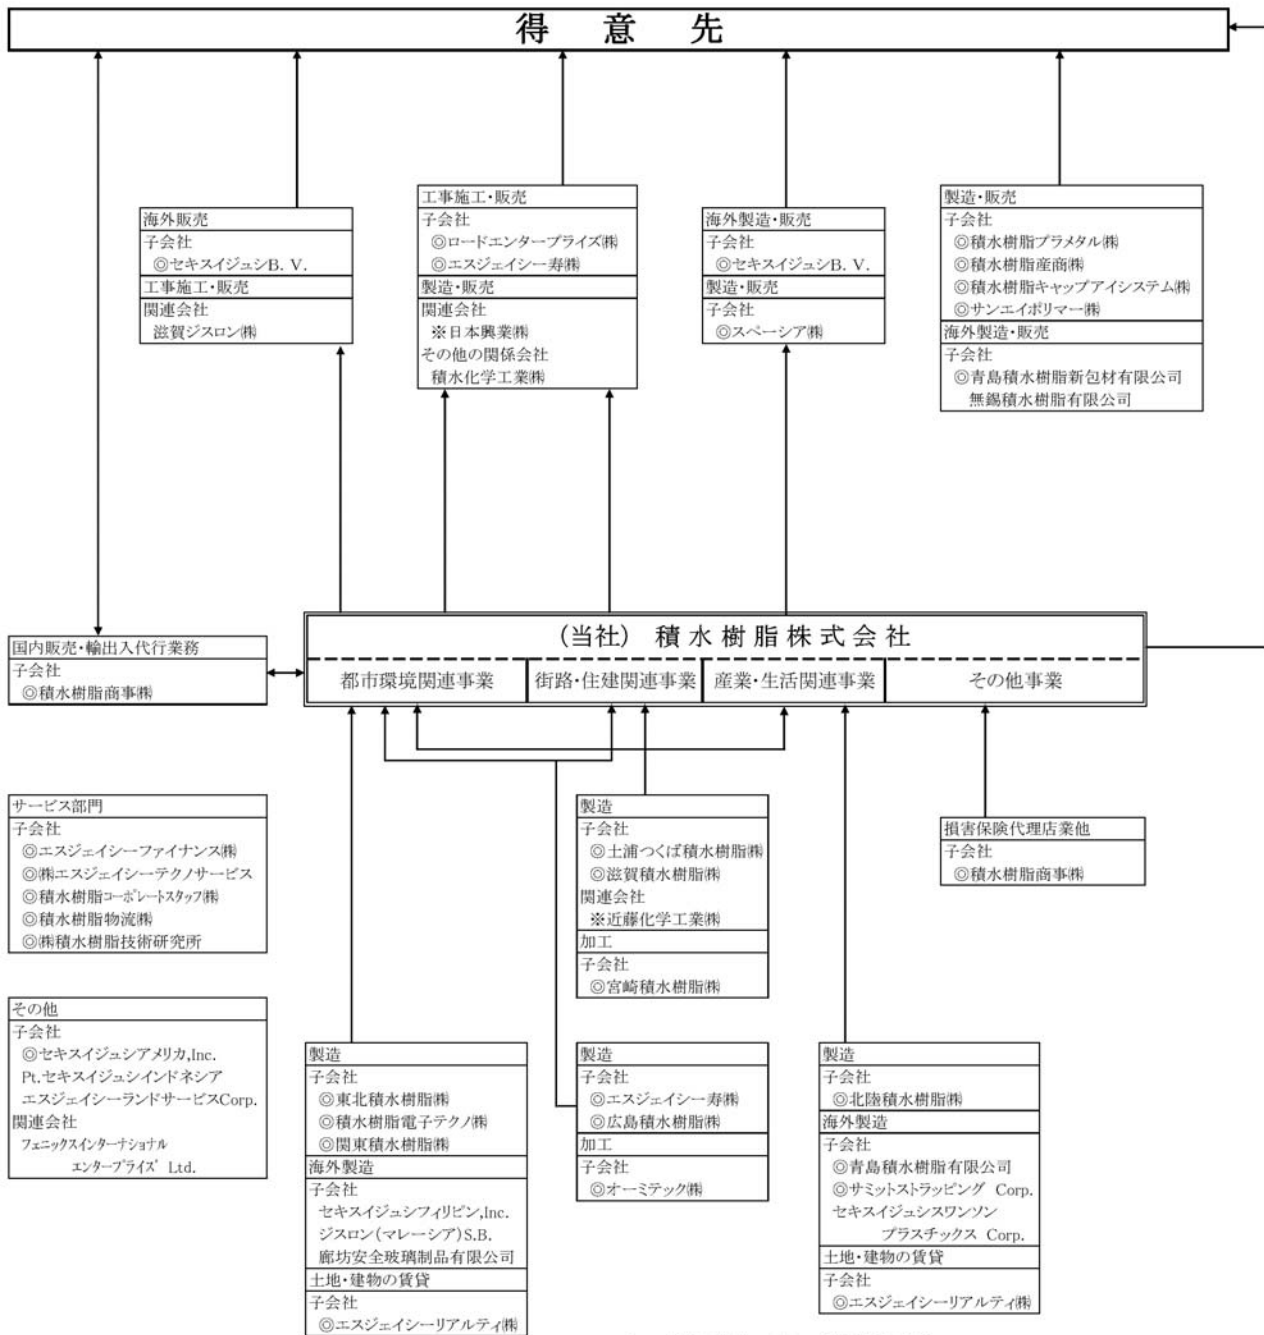 得意先
海外販売
子会社
◎セキスイジュシB. V.
工事施工・販売
関連会社
滋賀ジスロン㈱
工事施工・販売
子会社
◎ロードエンタープライズ㈱
◎エスジェイシー寿㈱
製造・販売
関連会社
※日本興業㈱
その他の関係会社
積水化学工業㈱
海外製造・販売
子会社
◎セキスイジュシB. V.
製造・販売
子会社
◎スペーシア㈱
製造・販売
子会社
◎積水樹脂プラメタル㈱
◎積水樹脂産商㈱
◎積水樹脂キャップアイシステム㈱
◎サンエイポリマー㈱
海外製造・販売
子会社
◎青島積水樹脂新包材有限公司
無錫積水樹脂有限公司
(当社) 積水樹脂株式会社
都市環境関連事業
街路・住建関連事業
産業・生活関連事業
その他事業
国内販売・輸出入代行業務
子会社
◎積水樹脂商事㈱
サービス部門
子会社
◎エスジェイシーファイナンス㈱
◎㈱エスジェイシーテクノサービス
◎積水樹脂コーポレートスタッフ㈱
◎積水樹脂物流㈱
◎㈱積水樹脂技術研究所
その他
子会社
◎セキスイジュシアメリカ,Inc.
Pt.セキスイジュシインドネシア
エスジェイシーランドサービスCorp.
関連会社
フェニックスインターナショナル
エンタープライズ Ltd.
製造
子会社
◎東北積水樹脂㈱
◎積水樹脂電子テクノ㈱
◎関東積水樹脂㈱
海外製造
子会社
セキスイジュシフィリピン,Inc.
ジスロン(マレーシア)S.B.
廊坊安全玻璃制品有限公司
土地・建物の賃貸
子会社
◎エスジェイシーリアルティ㈱
製造
子会社
◎土浦つくば積水樹脂㈱
◎滋賀積水樹脂㈱
関連会社
※近藤化学工業㈱
加工
子会社
◎宮崎積水樹脂㈱
製造
子会社
◎エスジェイシー寿㈱
◎広島積水樹脂㈱
加工
子会社
◎オーミテック㈱
損害保険代理店業他
子会社
◎積水樹脂商事㈱
製造
子会社
◎北陸積水樹脂㈱
海外製造
子会社
◎青島積水樹脂有限公司
◎サミットストラッピング Corp.
セキスイジュシスワンソン
プラスチックス Corp.
土地・建物の賃貸
子会社
◎エスジェイシーリアルティ㈱